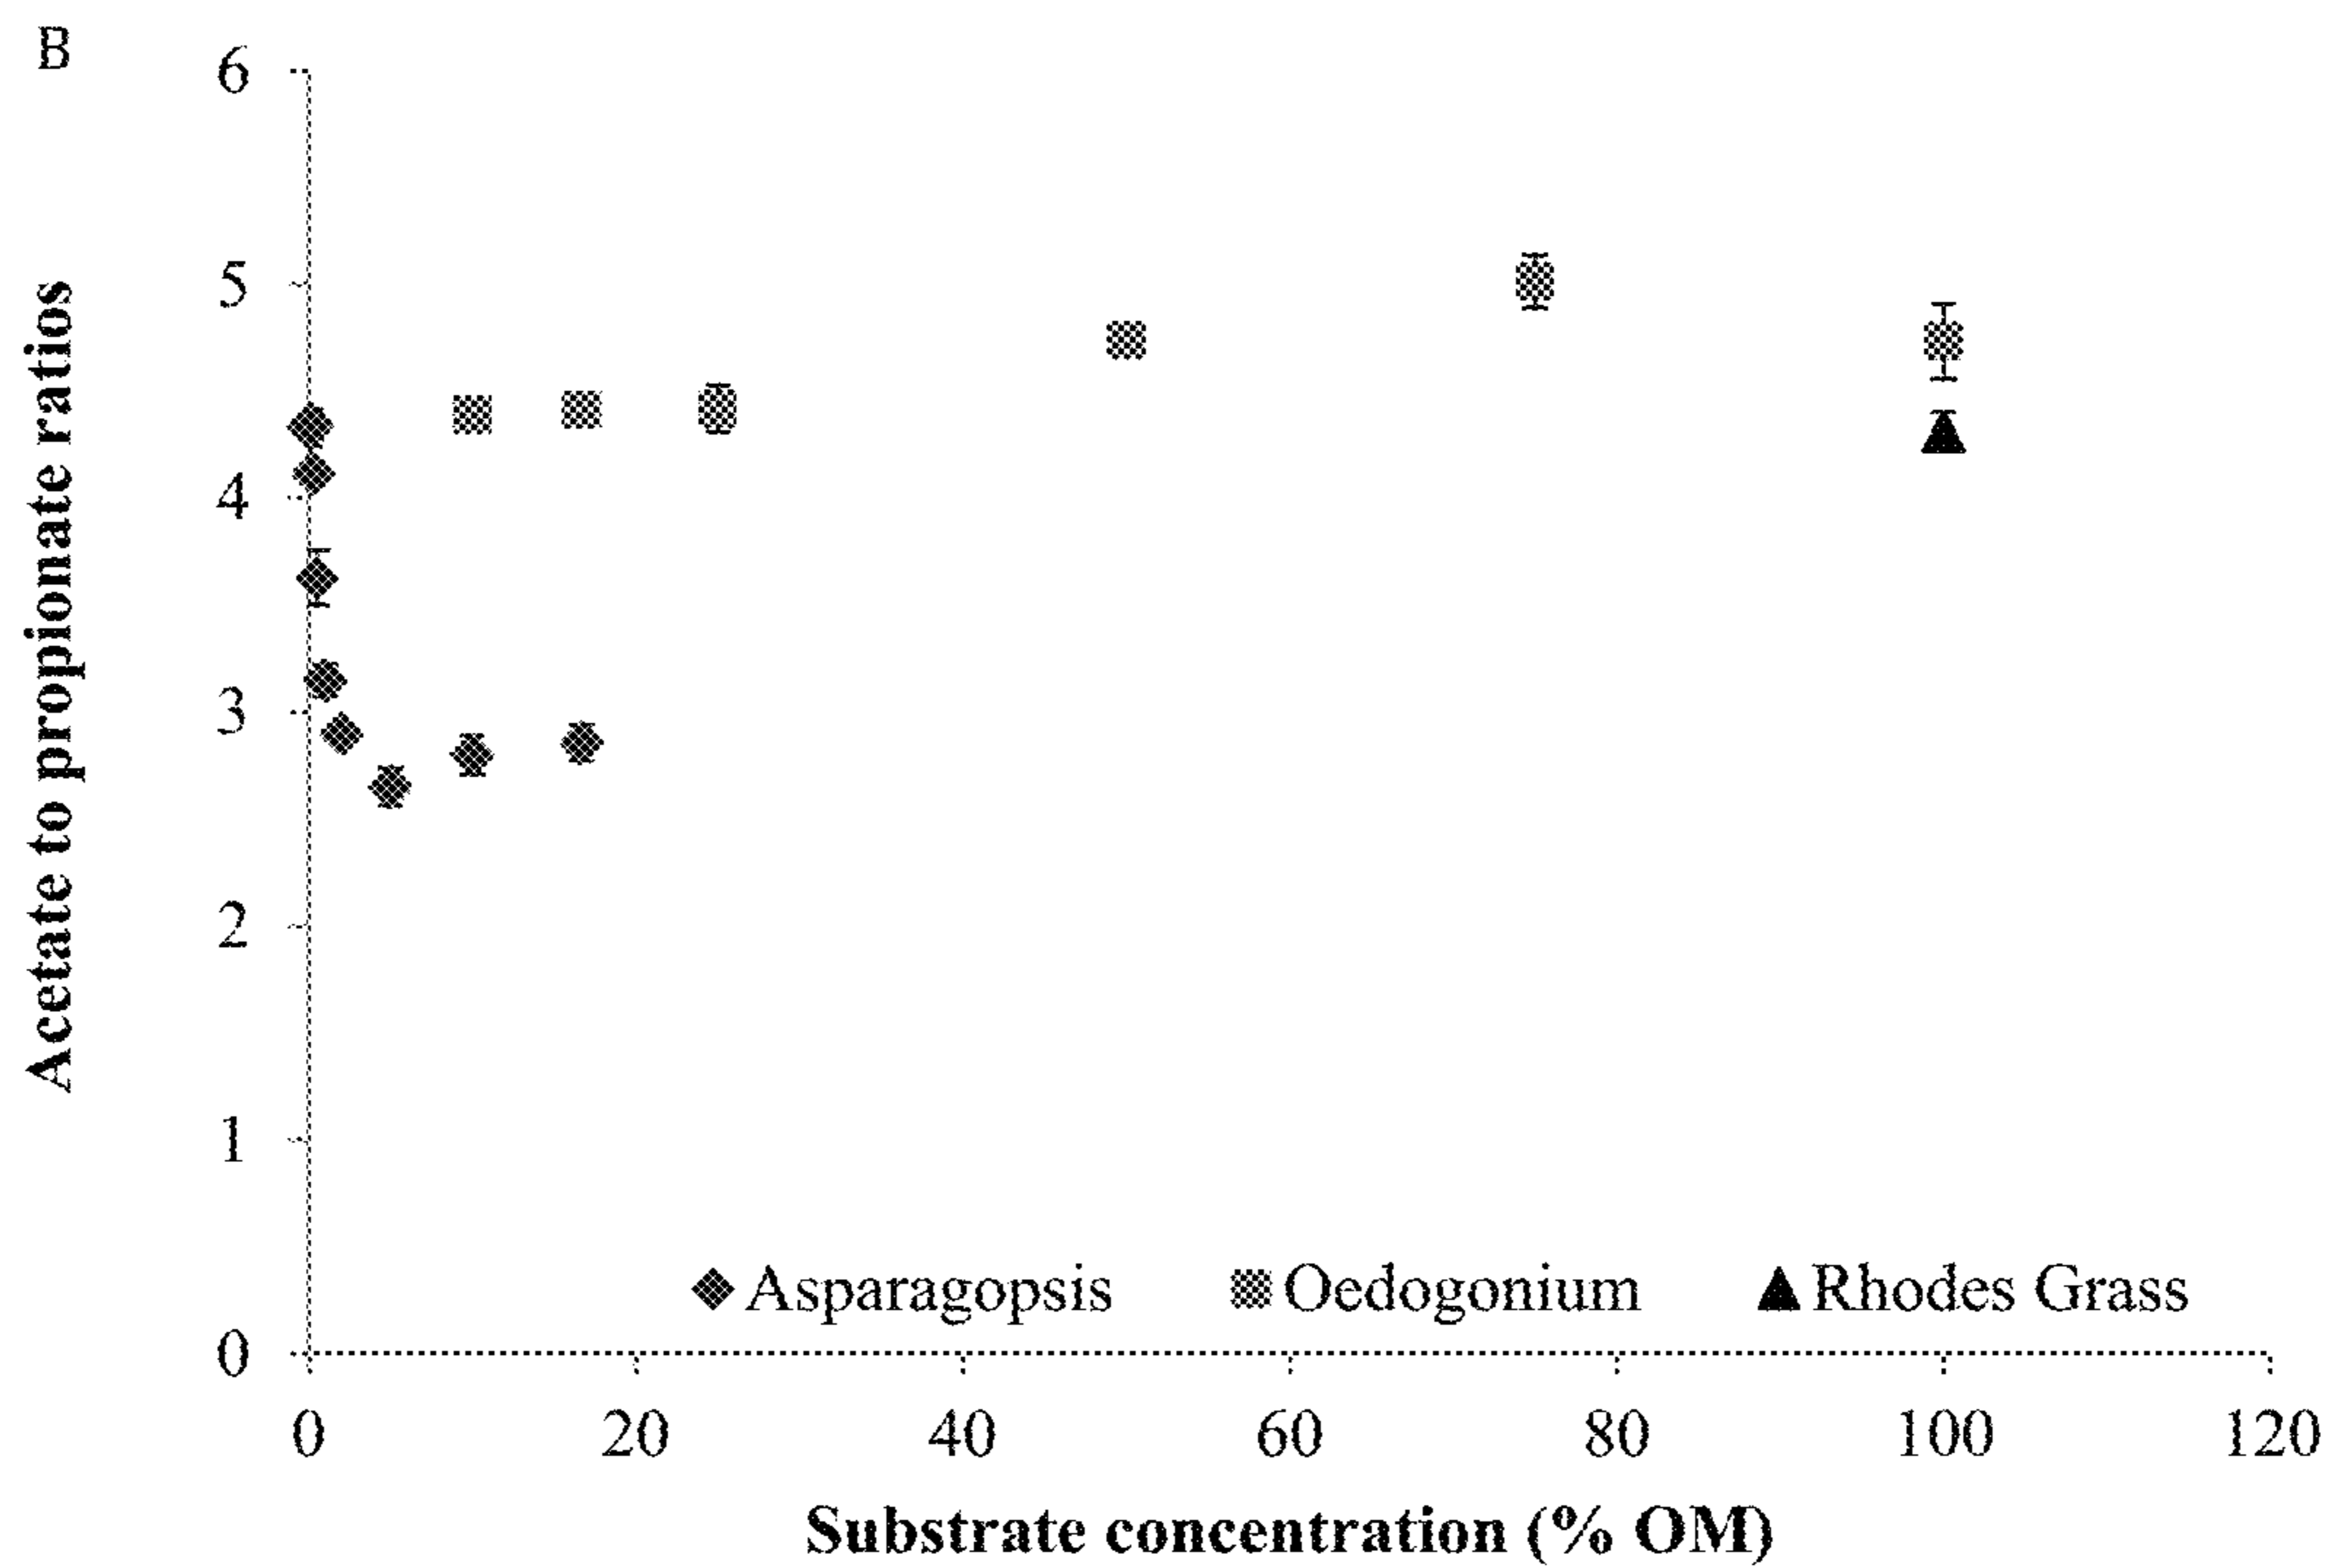 B
6
5
4
3
2
1
0
Acetate to propionate ratios
Asparagopsis Oedogonium Rhodes Grass
0 20 40 60 80 100 120
Substrate concentration (% OM)